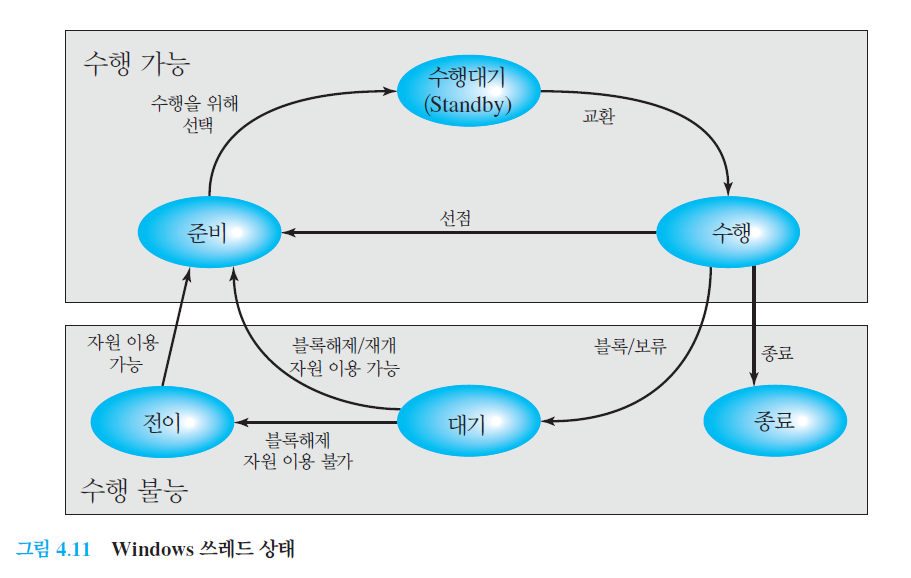 수행 가능
수행대기
(Standby)
수행을 위해
선택
교환
준비
선점
수행
자원 이용
가능
블록해제/재개
자원 이용 가능
블록/보류
종료
전이
대기
종료
블록해제
자원 이용 불가
수행 불능
그림 4.11 Windows 쓰레드 상태